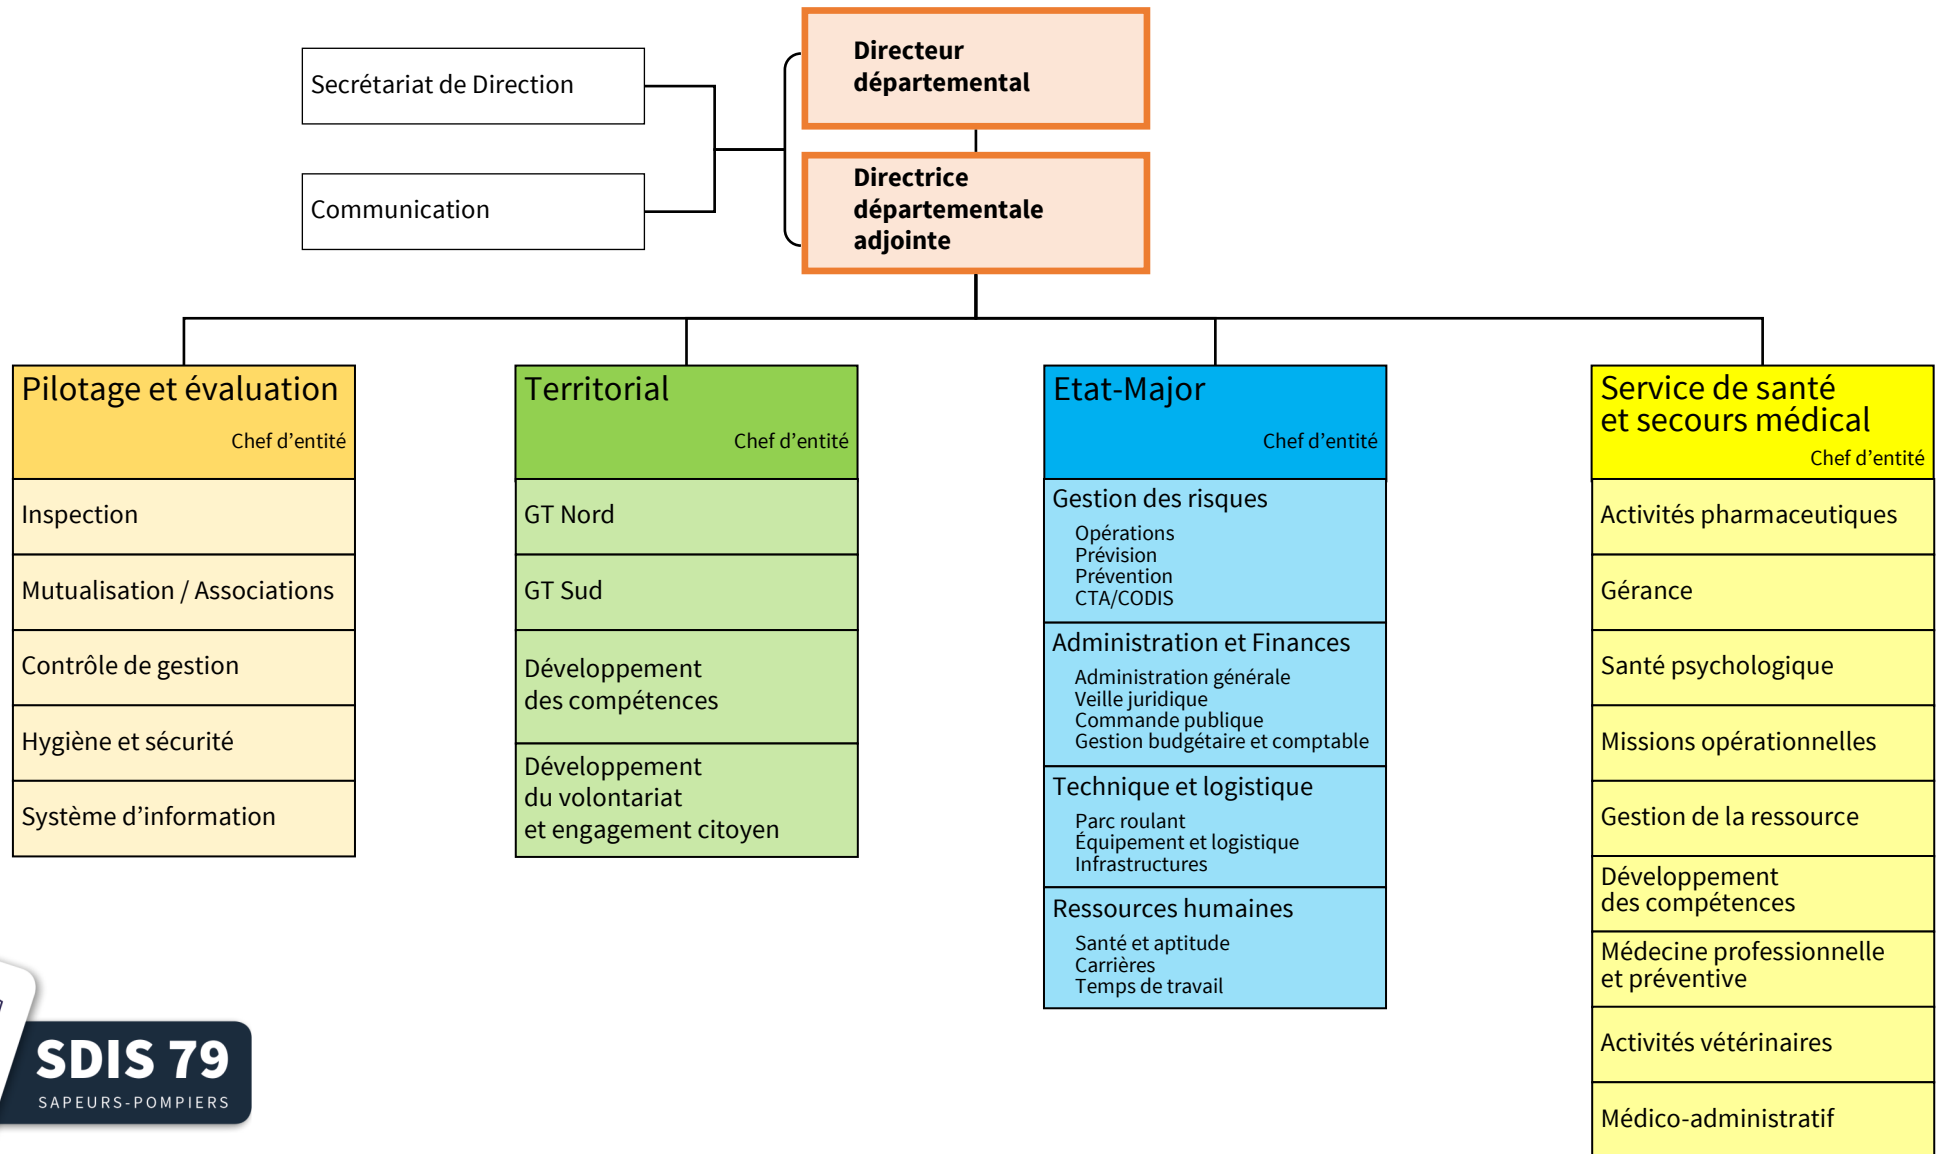 Directeur
départemental
Secrétariat de Direction
Directrice
départementale
adjointe
Communication
Pilotage et évaluation
Chef d’entité
Inspection
Mutualisation / Associations
Contrôle de gestion
Hygiène et sécurité
Système d’information
Territorial
Chef d’entité
GT Nord
GT Sud
Développement
des compétences
Développement
du volontariat
et engagement citoyen
Etat-Major
Chef d’entité
Gestion des risques
Opérations
Prévision
Prévention
CTA/CODIS
Administration et Finances
Administration générale
Veille juridique
Commande publique
Gestion budgétaire et comptable
Technique et logistique
Parc roulant
Équipement et logistique
Infrastructures
Ressources humaines
Santé et aptitude
Carrières
Temps de travail
Service de santé
et secours médical
Chef d’entité
Activités pharmaceutiques
Gérance
Santé psychologique
Missions opérationnelles
Gestion de la ressource
Développement
des compétences
Médecine professionnelle
et préventive
Activités vétérinaires
Médico-administratif
SDIS 79
SAPEURS-POMPIERS